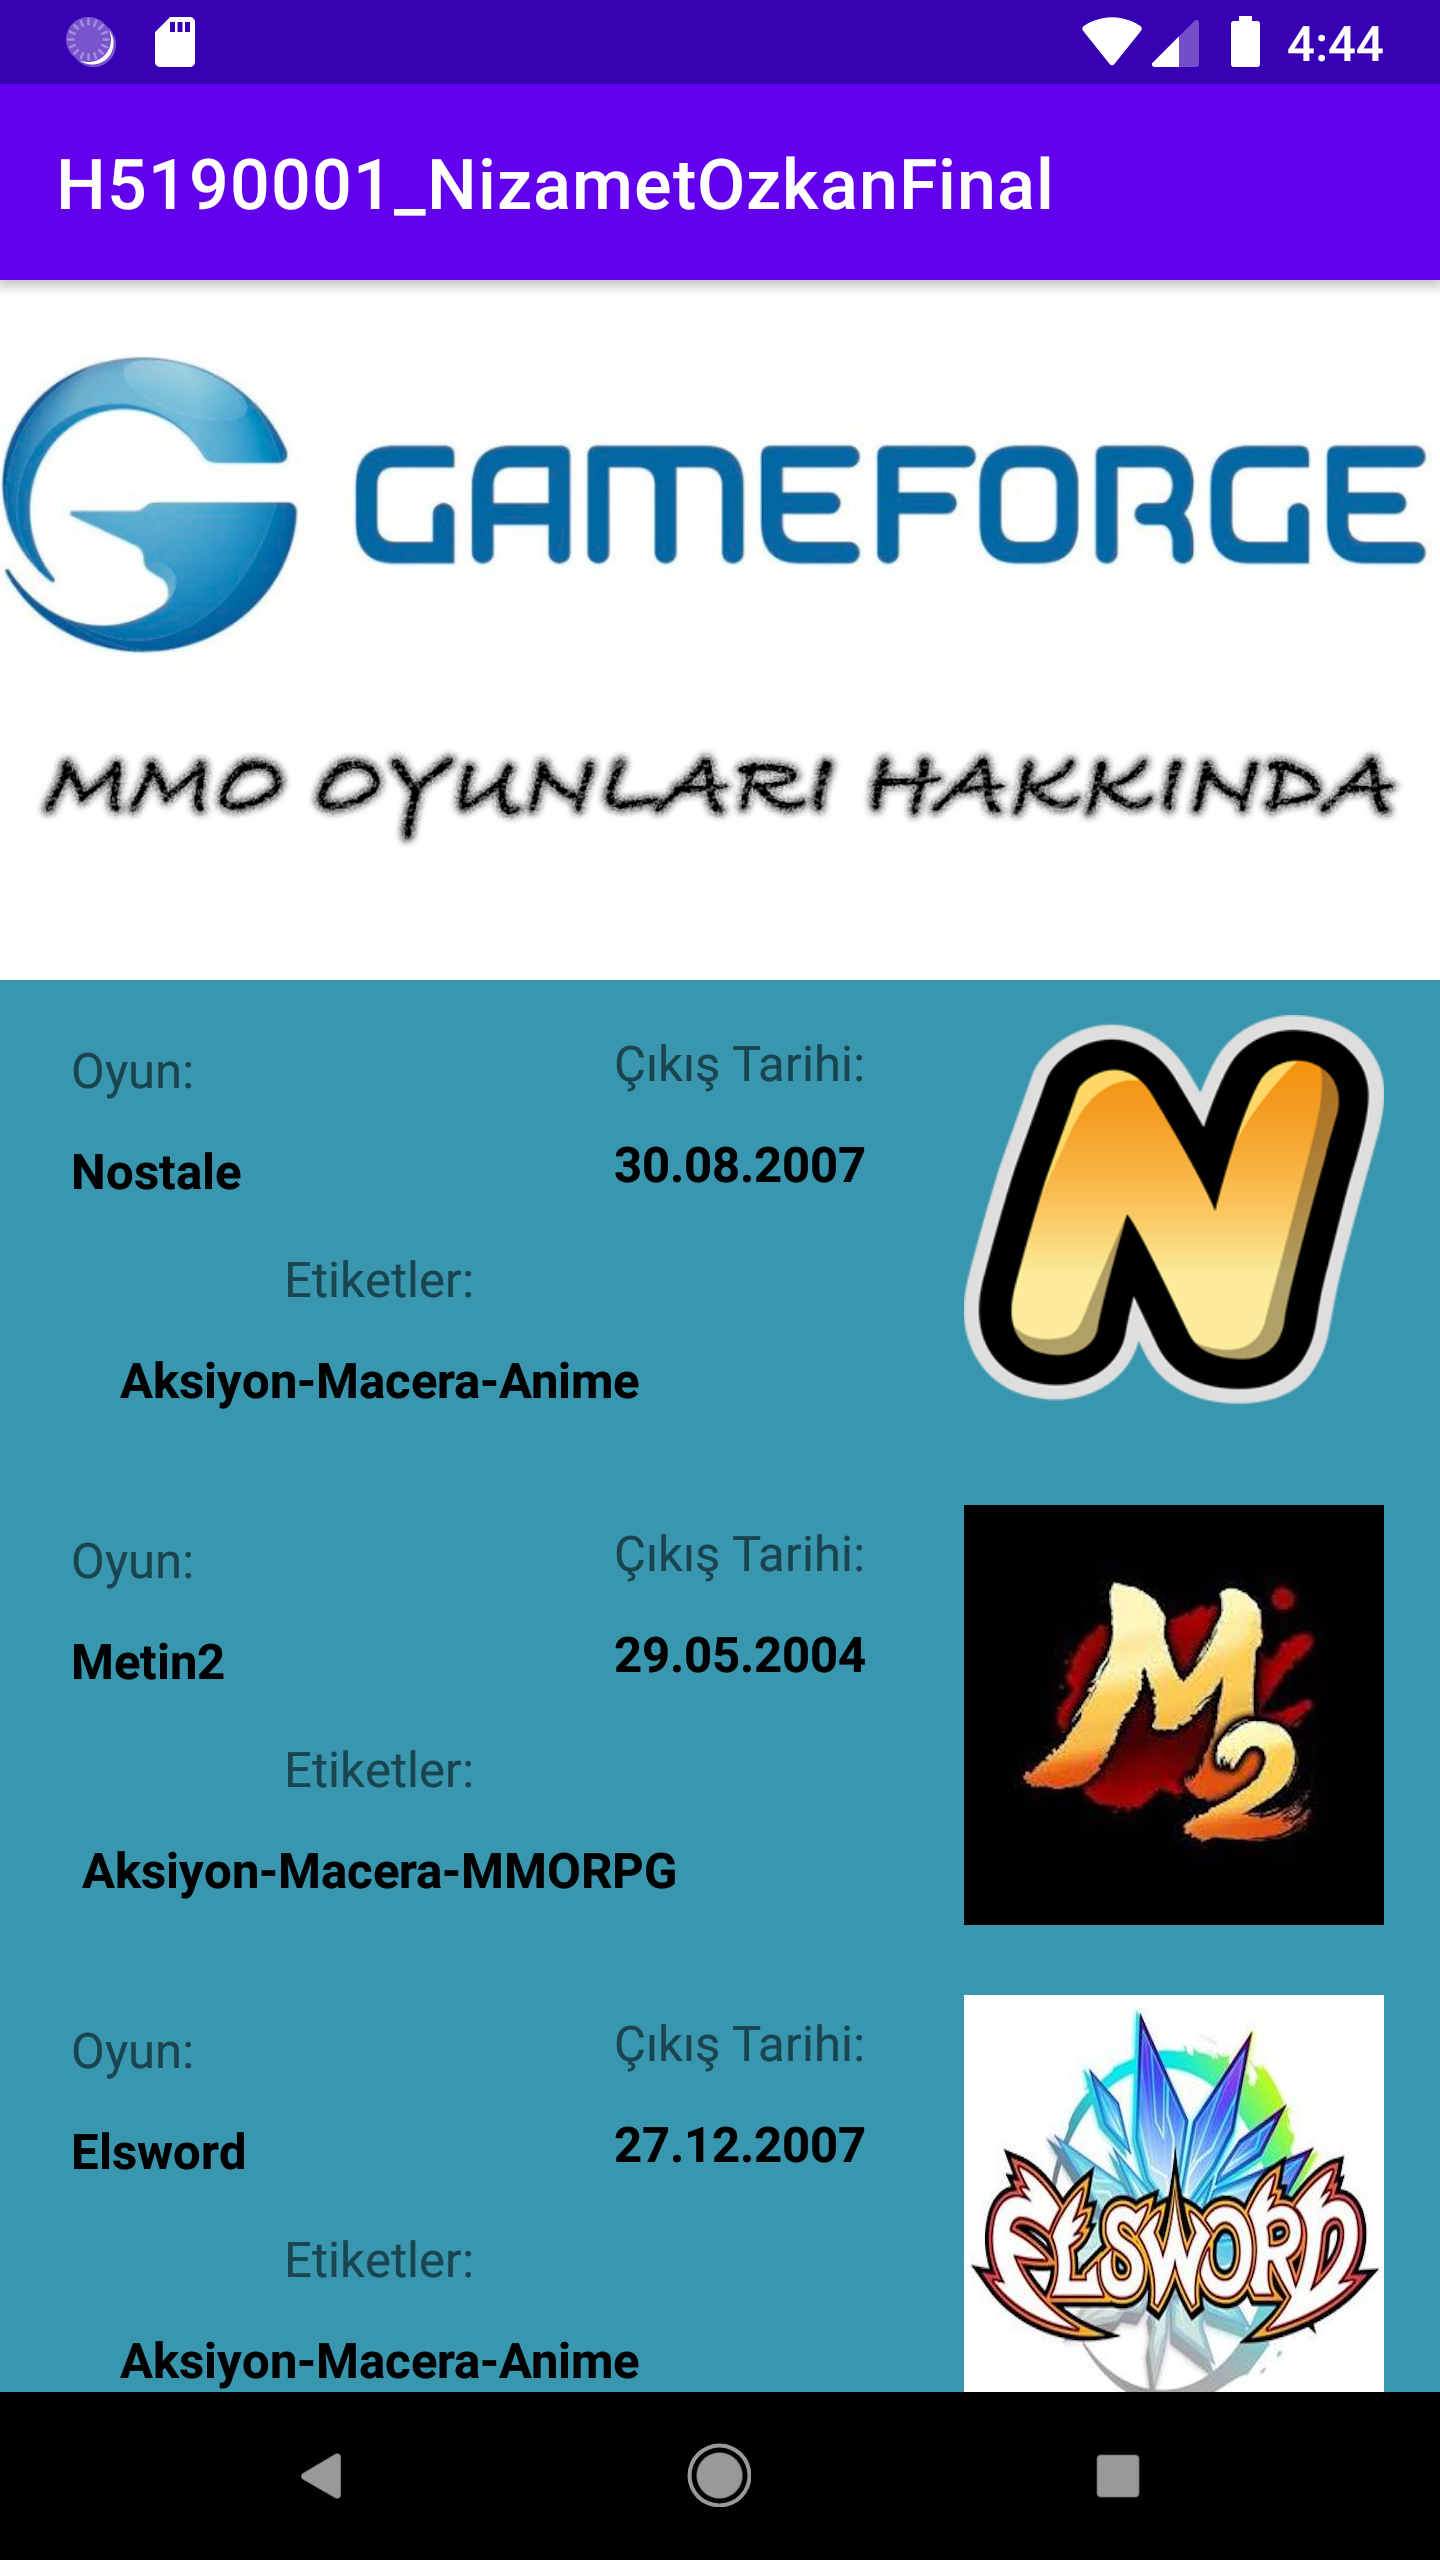 4:44
H5190001_NizametOzkanFinal
GAMEFORGE
MMO OYUNLARI HAKKINDA
Oyun:
Çıkış Tarihi:
Nostale
30.08.2007
Etiketler:
Aksiyon-Macera-Anime
N
Oyun:
Çıkış Tarihi:
Metin2
29.05.2004
Etiketler:
Aksiyon-Macera-MMORPG
M2
Oyun:
Çıkış Tarihi:
Elsword
27.12.2007
Etiketler:
Aksiyon-Macera-Anime
ELSWORD